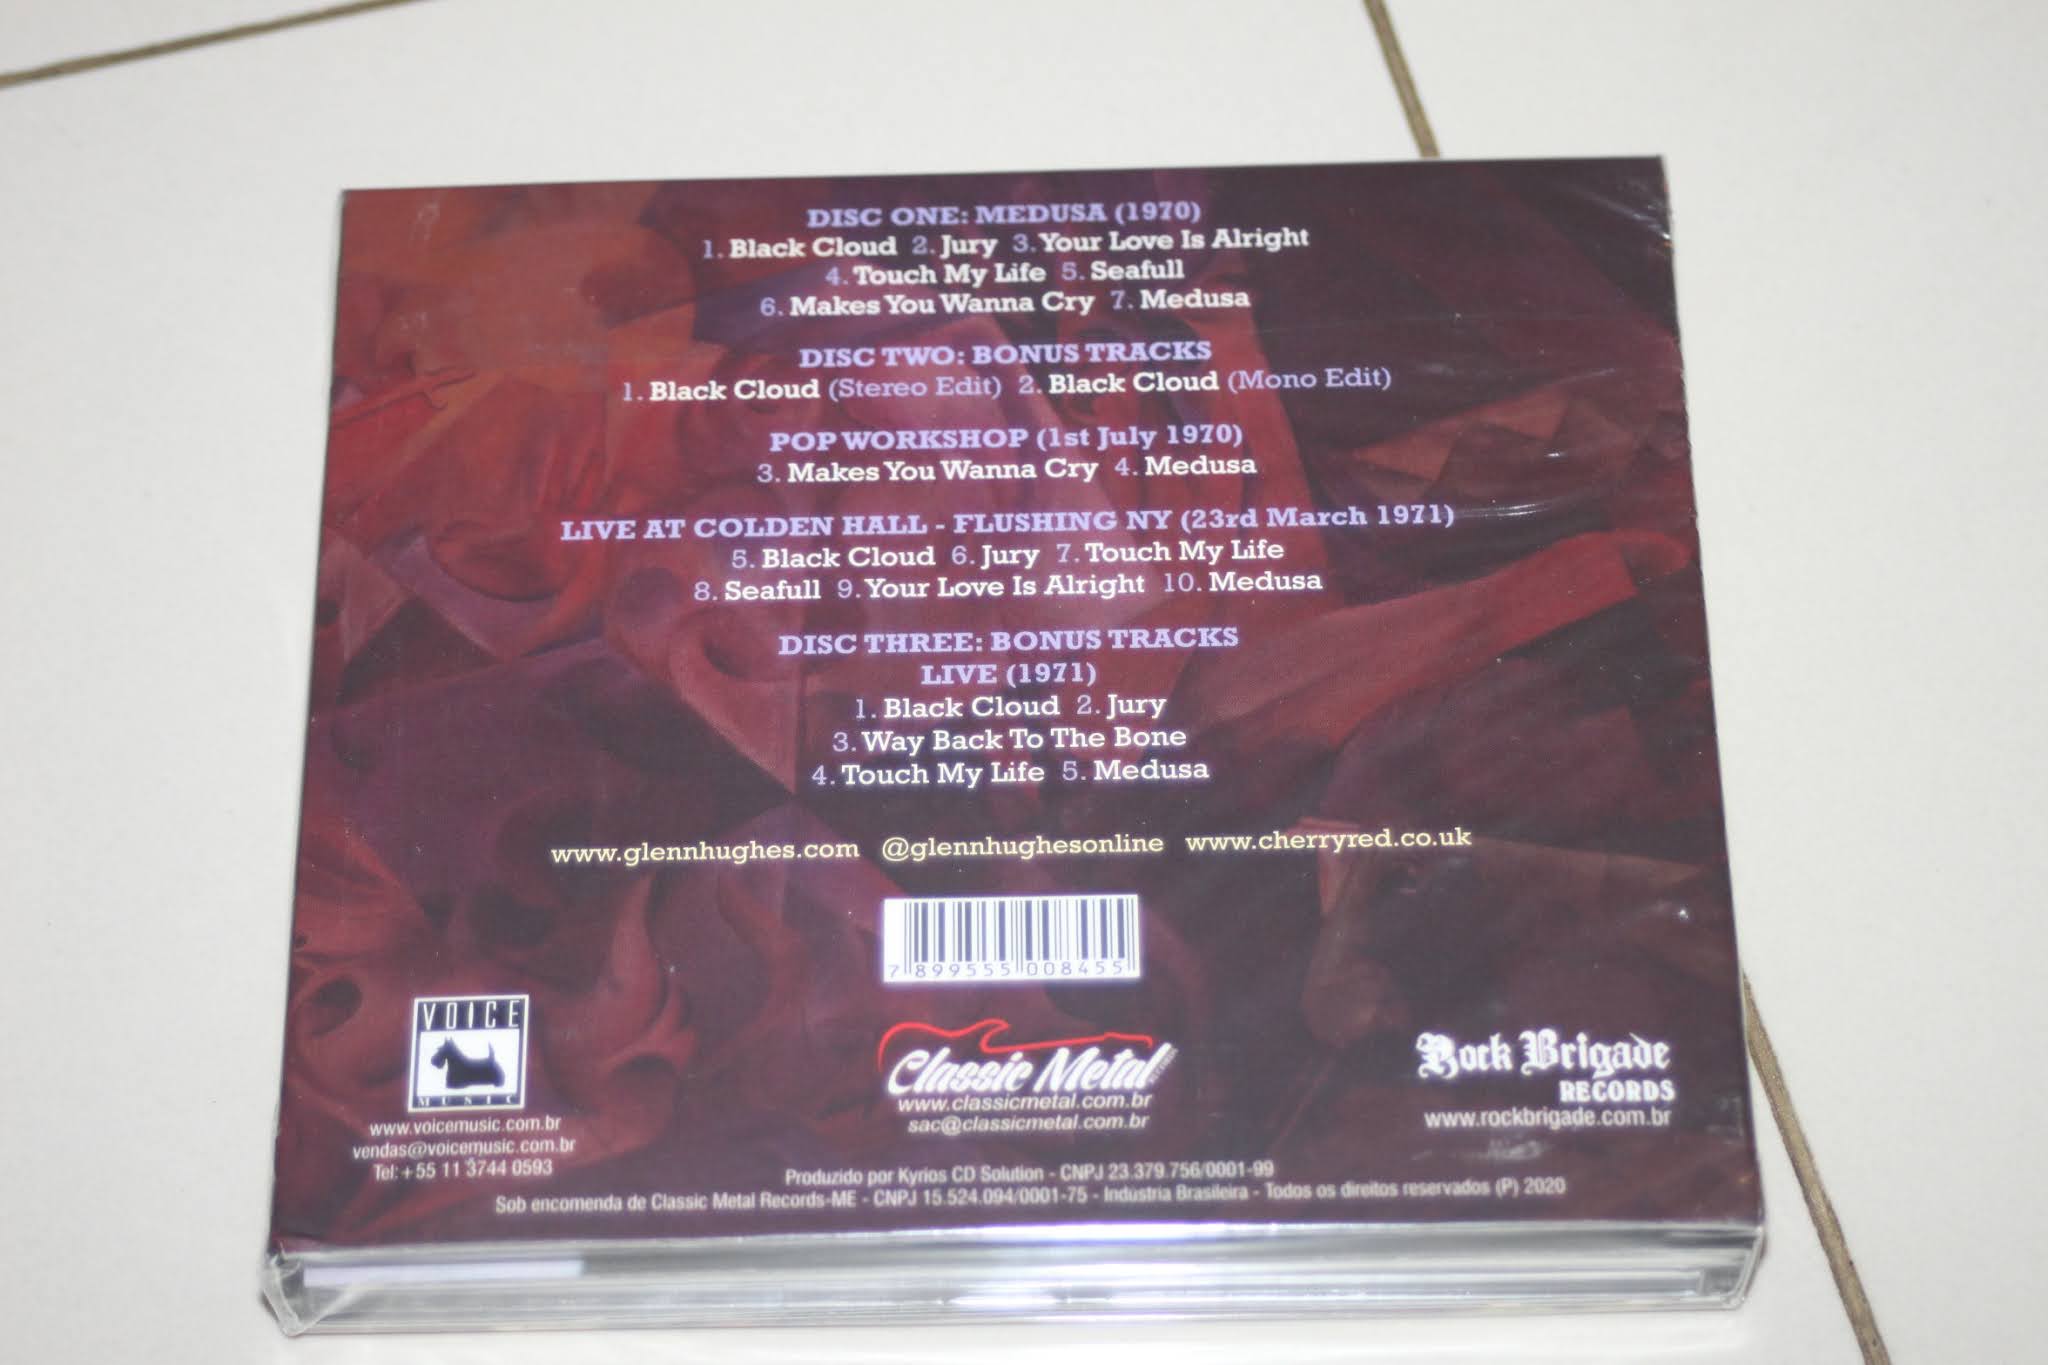 DISC ONE: MEDUSA (1970)
1. Black Cloud 2. Jury 3. Your Love Is Alright
4. Touch My Life 5. Seafull
6. Makes You Wanna Cry 7. Medusa
DISC TWO: BONUS TRACKS
1. Black Cloud (Stereo Edit) 2. Black Cloud (Mono Edit)
POP WORKSHOP (1st July 1970)
3. Makes You Wanna Cry 4. Medusa
LIVE AT COLDEN HALL - FLUSHING NY (23rd March 1971)
5. Black Cloud 6. Jury 7. Touch My Life
8. Seafull 9. Your Love Is Alright 10. Medusa
DISC THREE: BONUS TRACKS
LIVE (1971)
1. Black Cloud 2. Jury
3. Way Back To The Bone
4. Touch My Life 5. Medusa
www.glennhughes.com @glennhughesonline www.cherryred.co.uk
7 899555 008455
VOICE
MUSIC
www.voicemusic.com.br
vendas@voicemusic.com.br
Tel: +55 11 3744 0593
Classic Metal
www.classicmetal.com.br
sac@classicmetal.com.br
Rock Brigade
RECORDS
www.rockbrigade.com.br
Produzido por Kyrios CD Solution - CNPJ 23.379.756/0001-99
Sob encomenda de Classic Metal Records-ME - CNPJ 15.524.094/0001-75 - Indústria Brasileira - Todos os direitos reservados (P) 2020